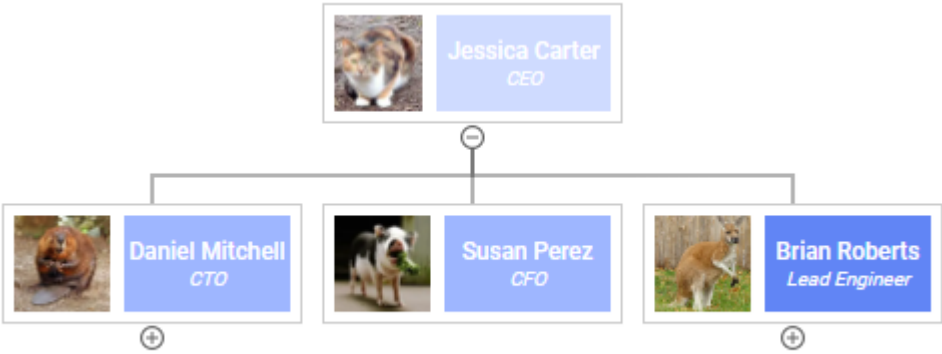 Jessica Carter
CEO
Daniel Mitchell
CTO
Susan Perez
CFO
Brian Roberts
Lead Engineer